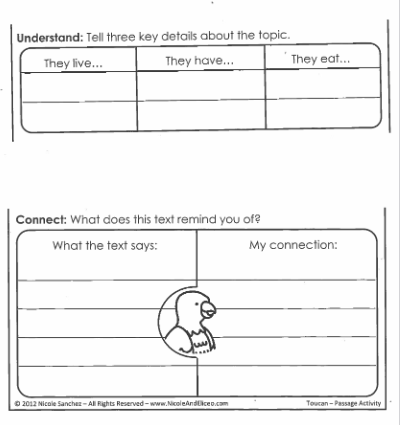 Understand: Tell three key details about the topic.
They live... They have... They eat...
Connect: What does this text remind you of?
What the text says: My connection:
© 2012 Nicole Sanchez – All Rights Reserved – www.NicoleAndEliceo.com Toucan – Passage Activity